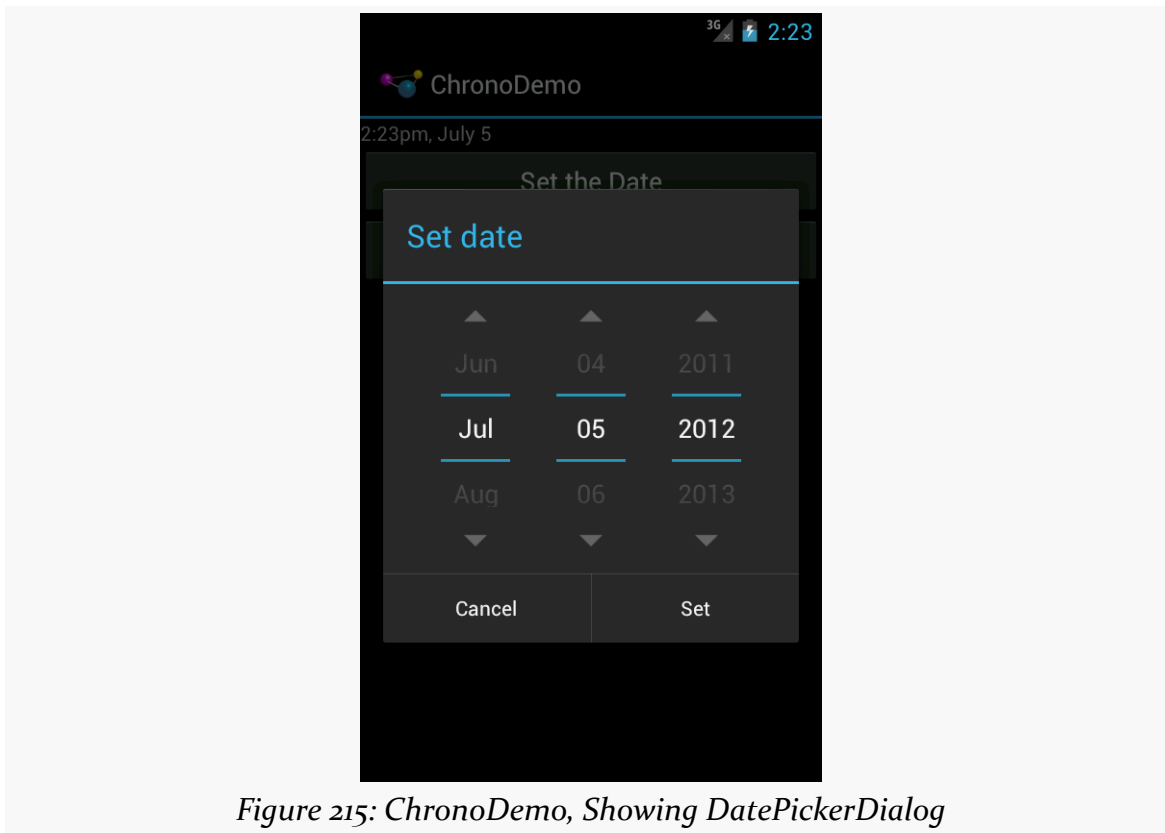 3G 2:23
ChronoDemo
2:23pm, July 5
Set the Date
Set date
Jun 04 2011
Jul 05 2012
Aug 06 2013
Cancel Set
Figure 215: ChronoDemo, Showing DatePickerDialog